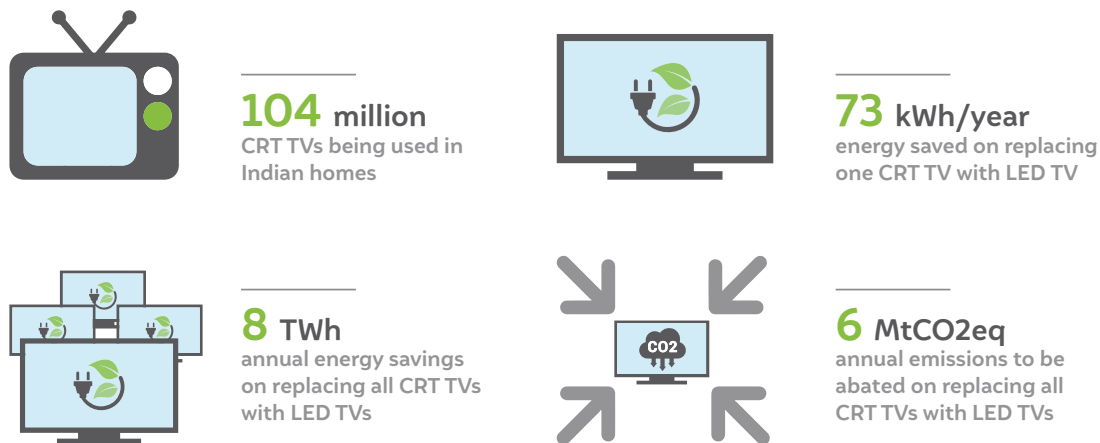 104 million
CRT TVs being used in
Indian homes
73 kWh/year
energy saved on replacing
one CRT TV with LED TV
8 TWh
annual energy savings
on replacing all CRT TVs
with LED TVs
CO2
6 MtCO2eq
annual emissions to be
abated on replacing all
CRT TVs with LED TVs